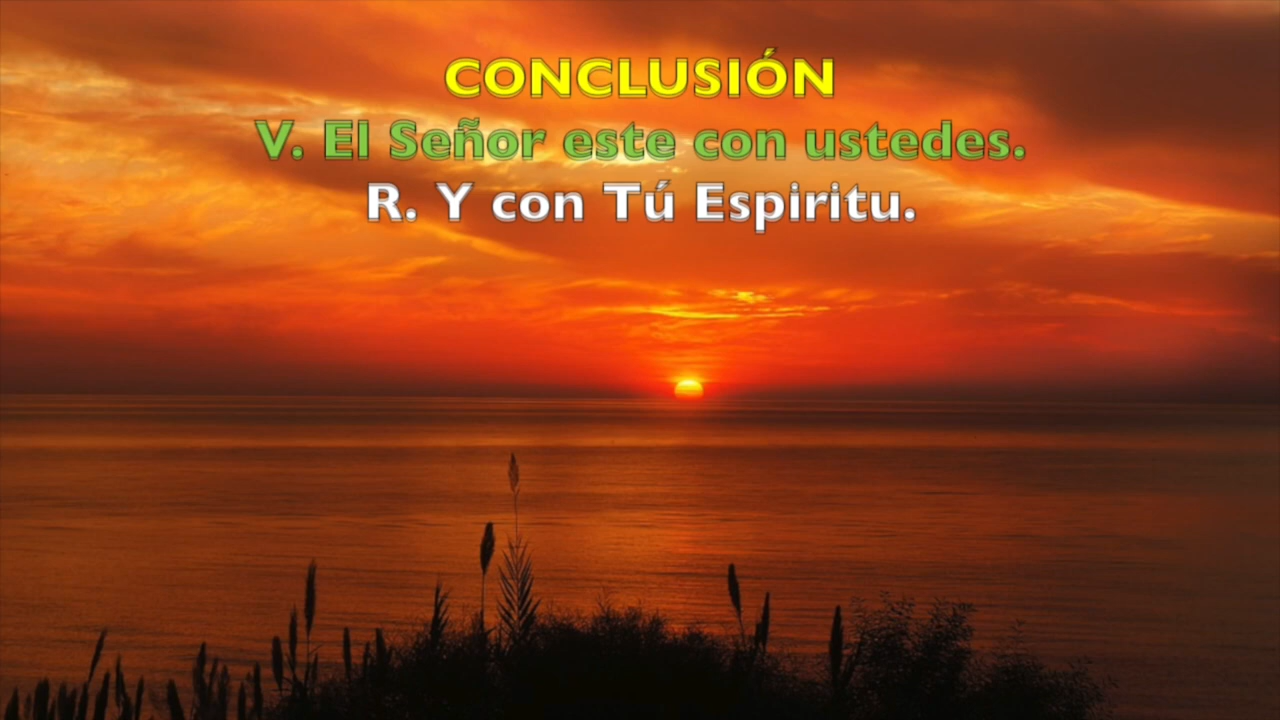 CONCLUSIÓN
V. El Señor este con ustedes.
R. Y con Tú Espiritu.